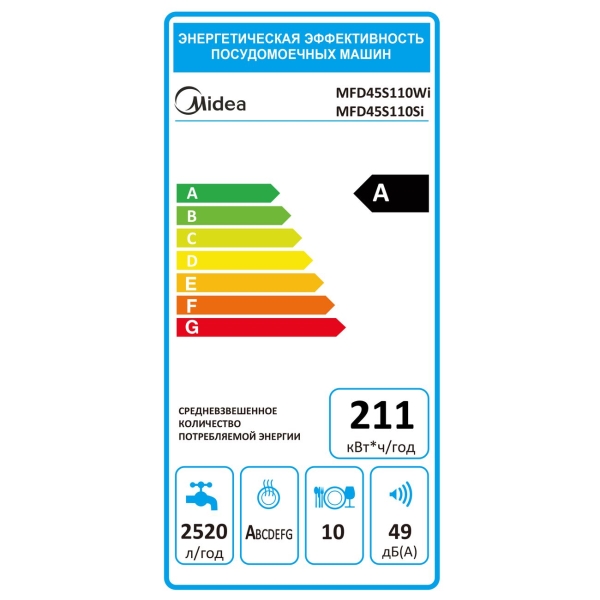 ЭНЕРГЕТИЧЕСКАЯ ЭФФЕКТИВНОСТЬ
ПОСУДОМОЕЧНЫХ МАШИН
Midea
MFD45S110Wi
MFD45S110Si
A
A
B
C
D
E
F
G
СРЕДНЕВЗВЕШЕННОЕ
КОЛИЧЕСТВО
ПОТРЕБЛЯЕМОЙ ЭНЕРГИИ
211
кВт*ч/год
2520
л/год
ABCDEFG
10
49
дБ(А)